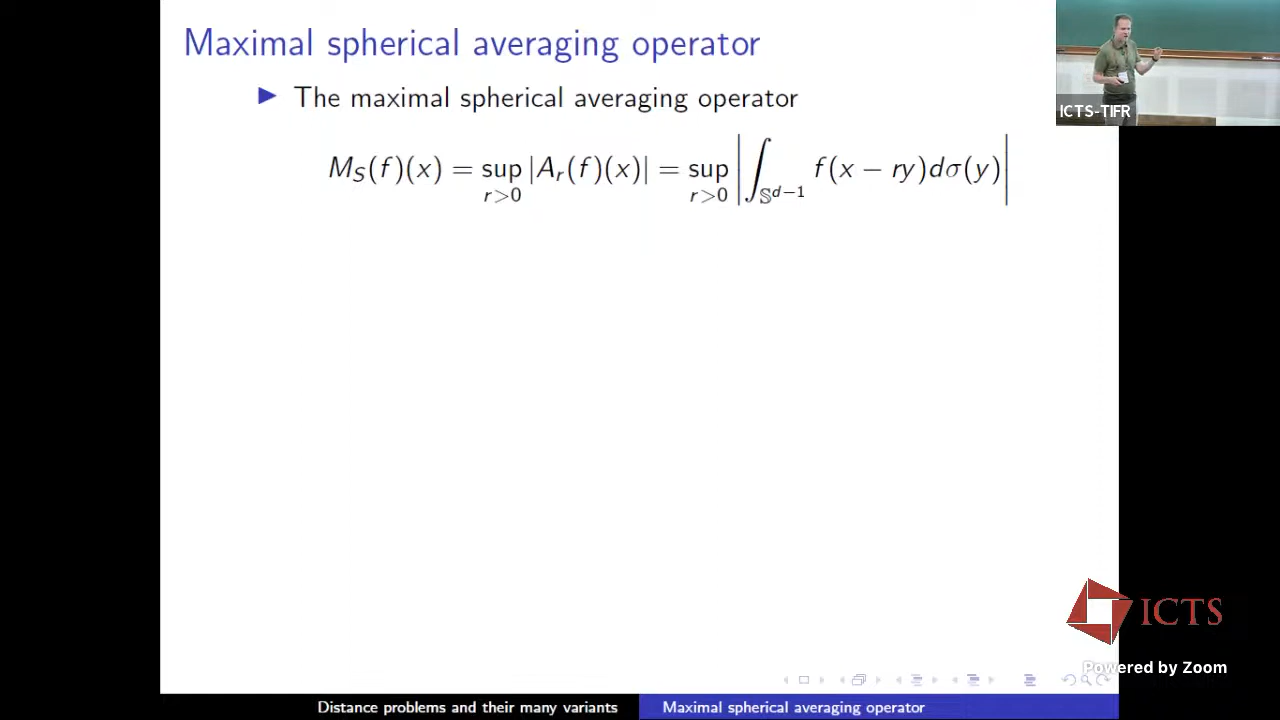 Maximal spherical averaging operator
▶ The maximal spherical averaging operator
M_S(f)(x) = sup_{r>0} |A_r(f)(x)| = sup_{r>0} |∫_{𝕊^{d−1}} f(x − ry)dσ(y)|
ICTS-TIFR
ICTS
Powered by Zoom
Distance problems and their many variants
Maximal spherical averaging operator